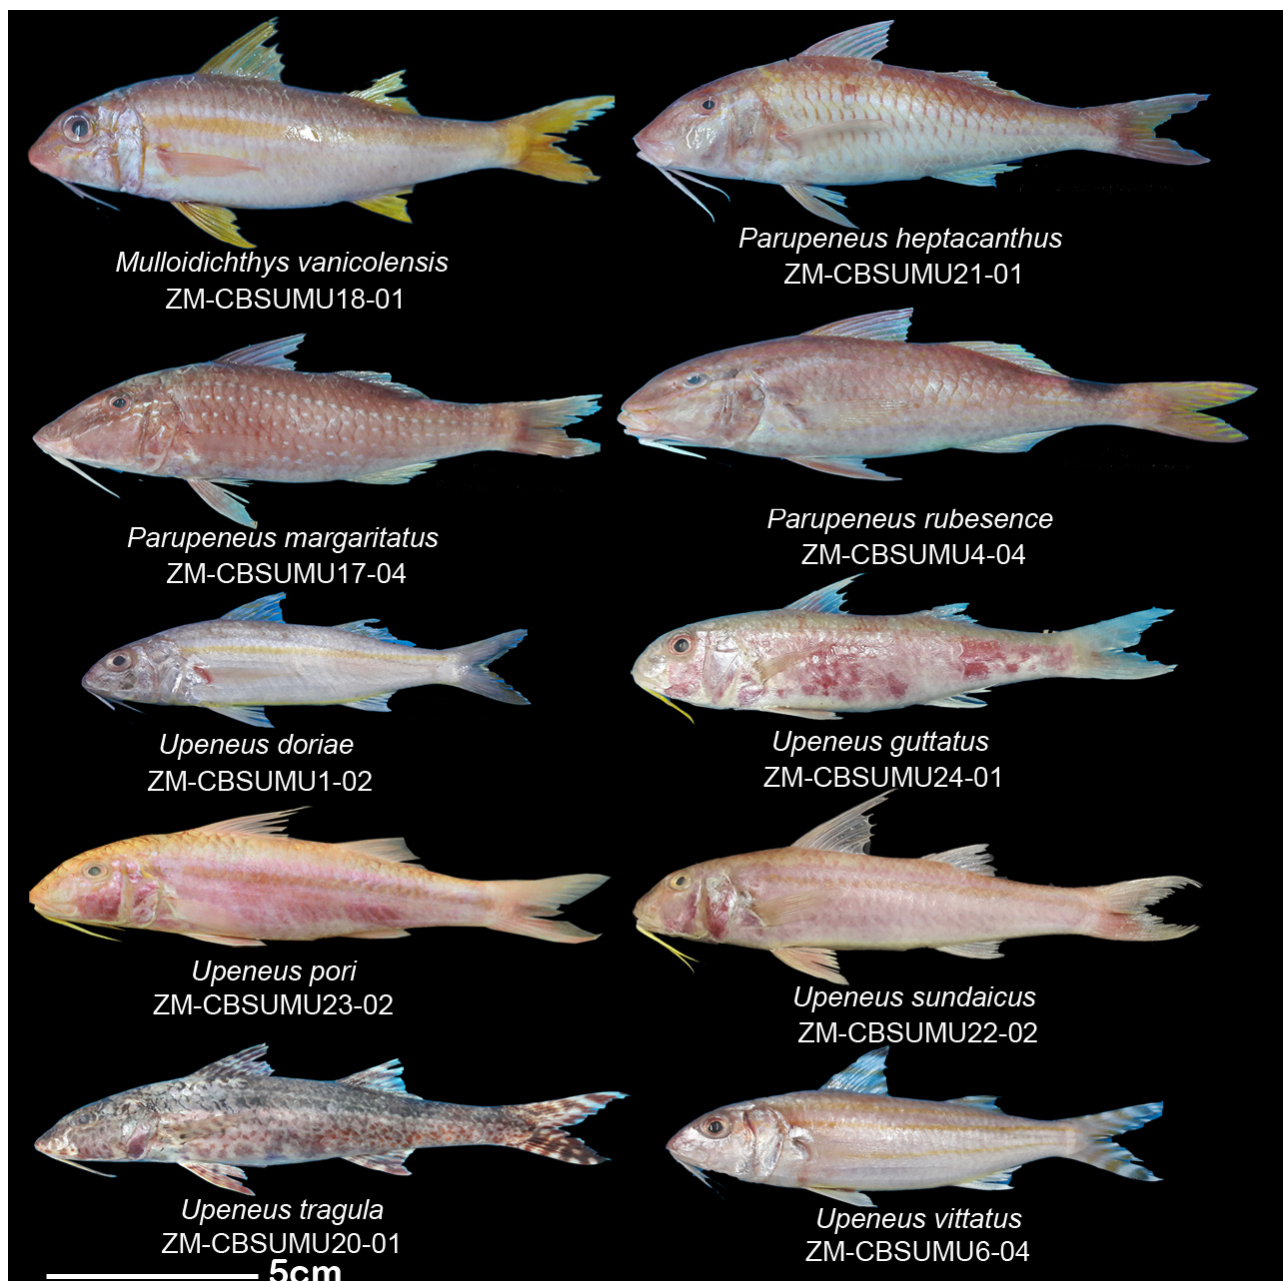 Mulloidichthys vanicolensis
ZM-CBSUMU18-01
Parupeneus heptacanthus
ZM-CBSUMU21-01
Parupeneus margaritatus
ZM-CBSUMU17-04
Parupeneus rubesence
ZM-CBSUMU4-04
Upeneus doriae
ZM-CBSUMU1-02
Upeneus guttatus
ZM-CBSUMU24-01
Upeneus pori
ZM-CBSUMU23-02
Upeneus sundaicus
ZM-CBSUMU22-02
Upeneus tragula
ZM-CBSUMU20-01
Upeneus vittatus
ZM-CBSUMU6-04
5cm